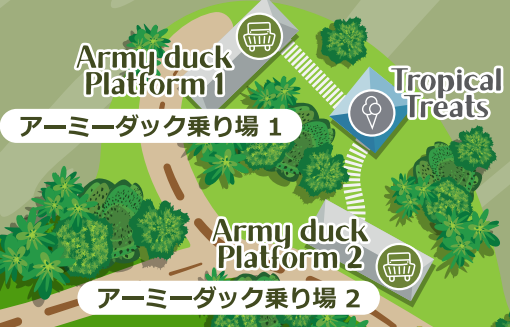 Army duck
Platform 1
アーミーダック乗り場 1
Tropical
Treats
Army duck
Platform 2
アーミーダック乗り場 2